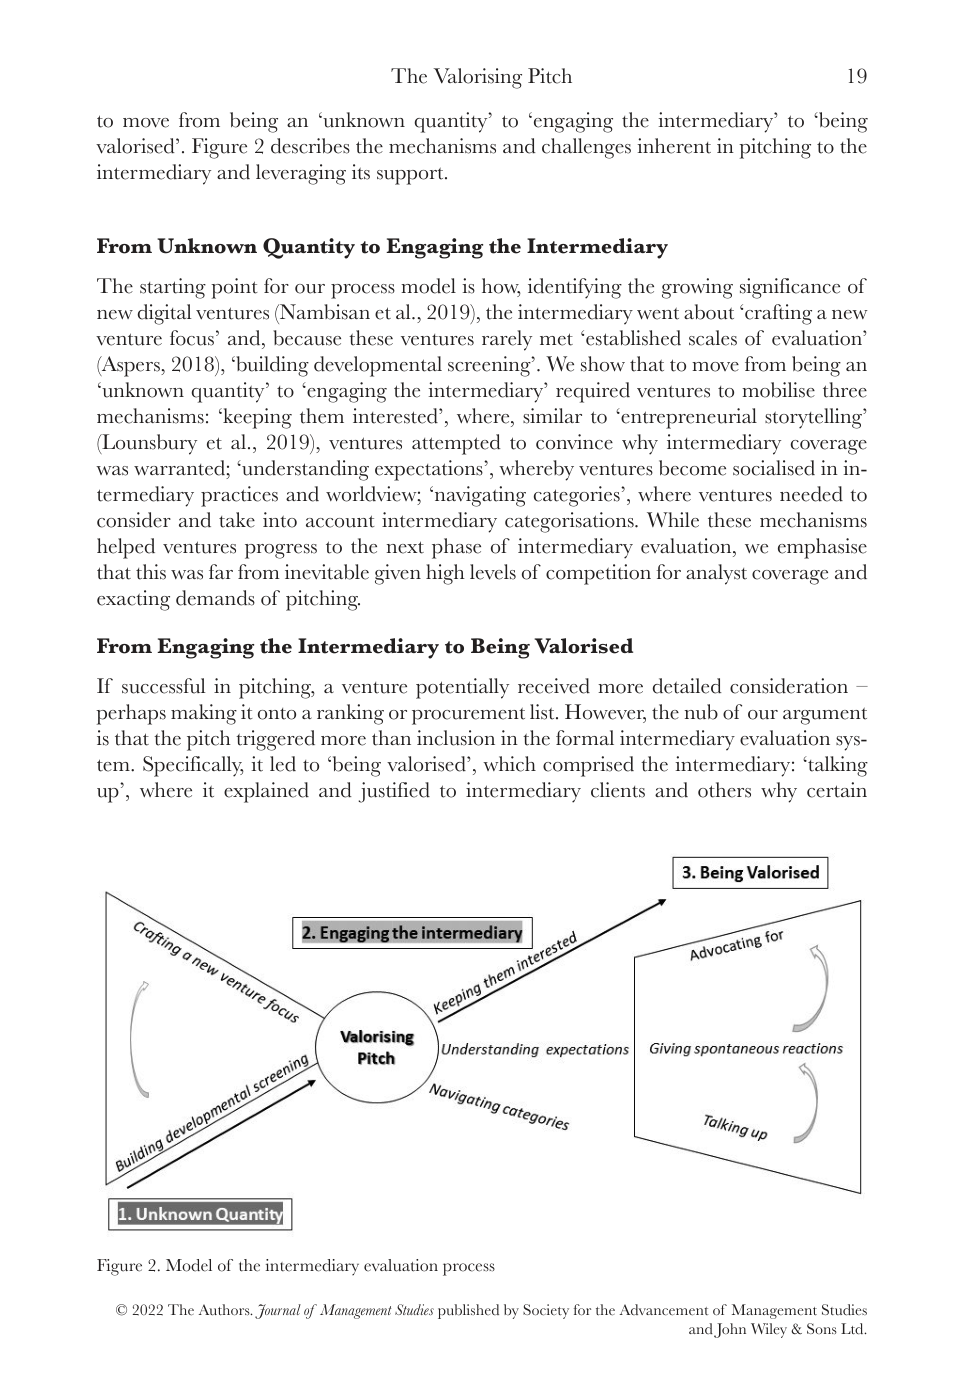 The Valorising Pitch 19
to move from being an ‘unknown quantity’ to ‘engaging the intermediary’ to ‘being
valorised’. Figure 2 describes the mechanisms and challenges inherent in pitching to the
intermediary and leveraging its support.
From Unknown Quantity to Engaging the Intermediary
The starting point for our process model is how, identifying the growing significance of
new digital ventures (Nambisan et al., 2019), the intermediary went about ‘crafting a new
venture focus’ and, because these ventures rarely met ‘established scales of evaluation’
(Aspers, 2018), ‘building developmental screening’. We show that to move from being an
‘unknown quantity’ to ‘engaging the intermediary’ required ventures to mobilise three
mechanisms: ‘keeping them interested’, where, similar to ‘entrepreneurial storytelling’
(Lounsbury et al., 2019), ventures attempted to convince why intermediary coverage
was warranted; ‘understanding expectations’, whereby ventures become socialised in in-
termediary practices and worldview; ‘navigating categories’, where ventures needed to
consider and take into account intermediary categorisations. While these mechanisms
helped ventures progress to the next phase of intermediary evaluation, we emphasise
that this was far from inevitable given high levels of competition for analyst coverage and
exacting demands of pitching.
From Engaging the Intermediary to Being Valorised
If successful in pitching, a venture potentially received more detailed consideration –
perhaps making it onto a ranking or procurement list. However, the nub of our argument
is that the pitch triggered more than inclusion in the formal intermediary evaluation sys-
tem. Specifically, it led to ‘being valorised’, which comprised the intermediary: ‘talking
up’, where it explained and justified to intermediary clients and others why certain
3. Being Valorised
2. Engaging the intermediary
Crafting a new venture focus
Keeping them interested
Advocating for
Valorising
Pitch
Understanding expectations
Giving spontaneous reactions
Building developmental screening
Navigating categories
Talking up
1. Unknown Quantity
Figure 2. Model of the intermediary evaluation process
© 2022 The Authors. Journal of Management Studies published by Society for the Advancement of Management Studies
and John Wiley & Sons Ltd.